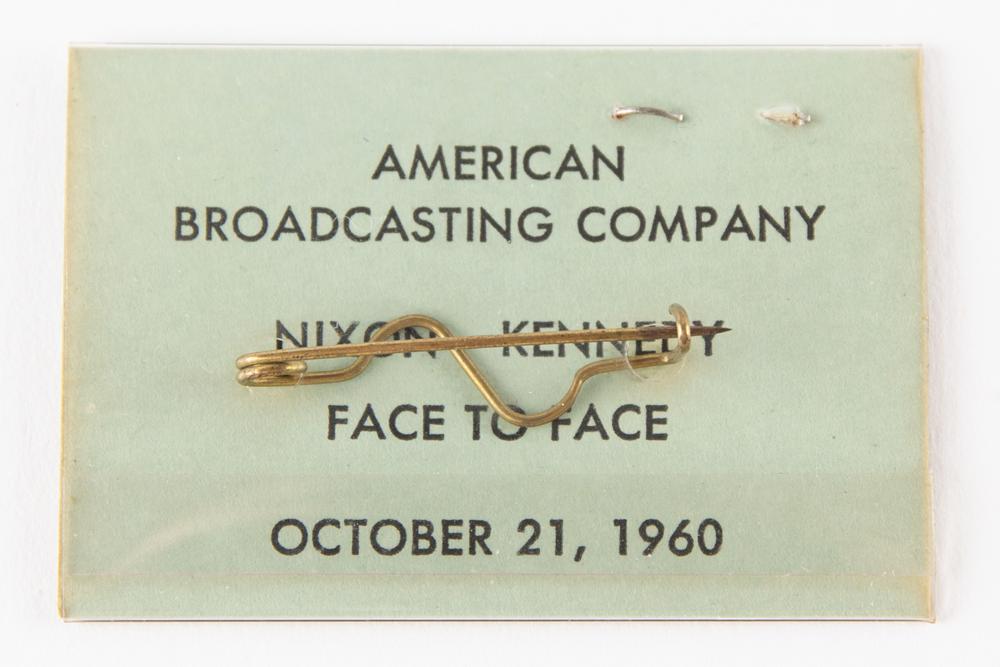 AMERICAN
BROADCASTING COMPANY
NIXON KENNEDY
FACE TO FACE
OCTOBER 21, 1960